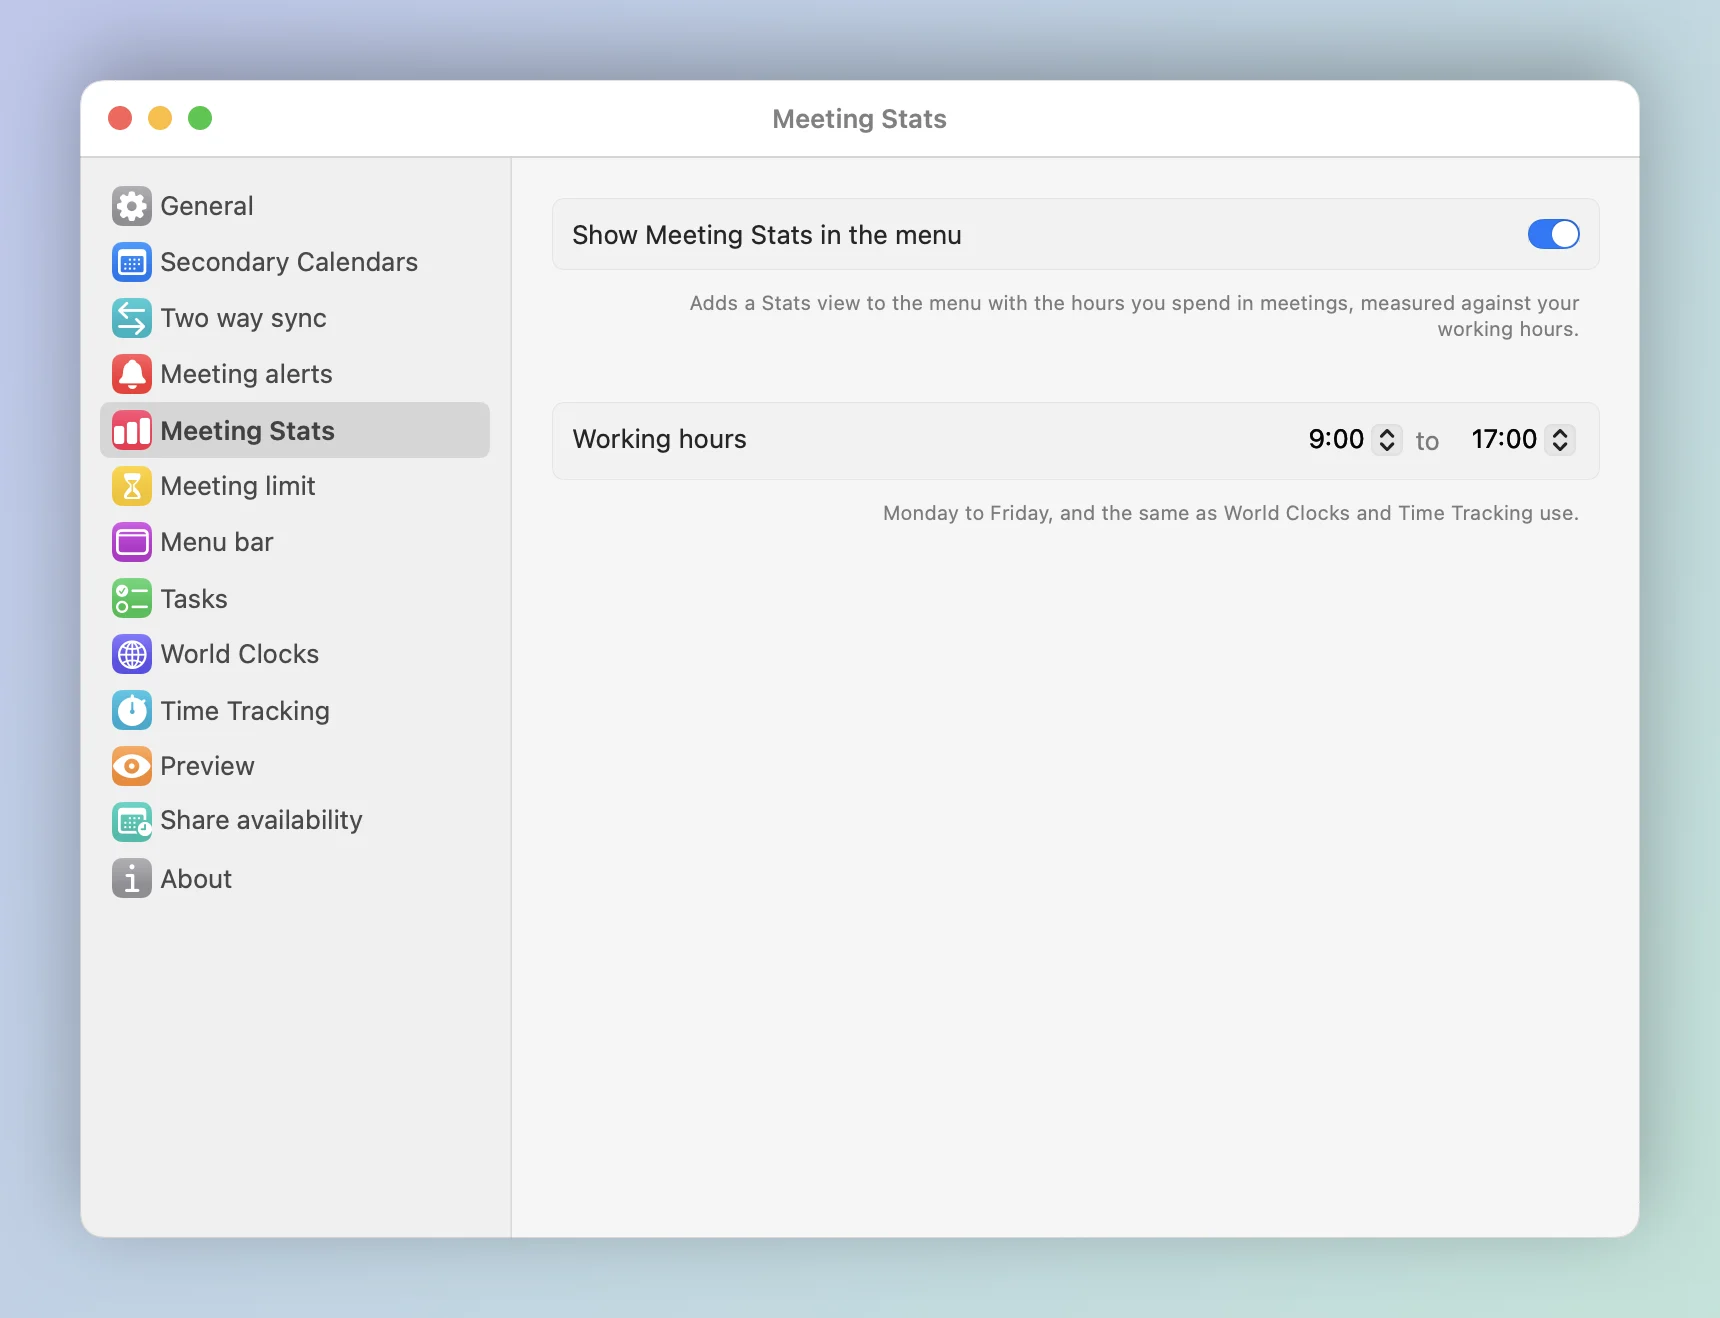 Meeting Stats
General
Secondary Calendars
Two way sync
Meeting alerts
Meeting Stats
Meeting limit
Menu bar
Tasks
World Clocks
Time Tracking
Preview
Share availability
About
Show Meeting Stats in the menu
Adds a Stats view to the menu with the hours you spend in meetings, measured against your
working hours.
Working hours 9:00 to 17:00
Monday to Friday, and the same as World Clocks and Time Tracking use.